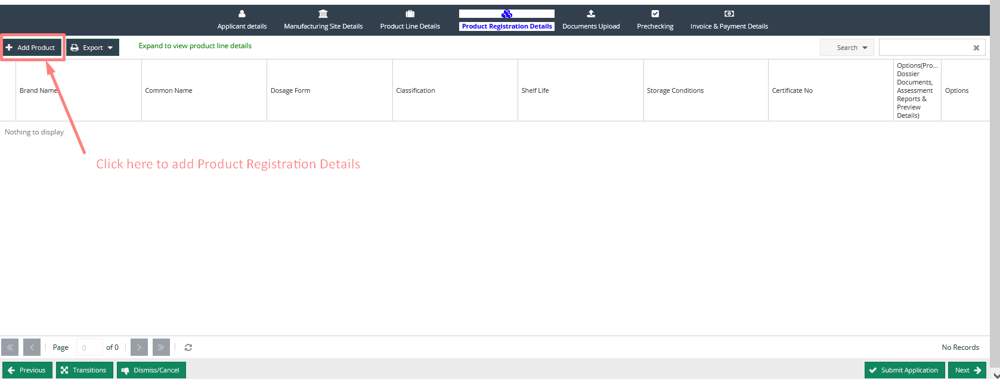 Applicant details
Manufacturing Site Details
Product Line Details
Product Registration Details
Documents Upload
Prechecking
Invoice & Payment Details
Add Product
Export
Expand to view product line details
Search
Brand Name
Common Name
Dosage Form
Classification
Shelf Life
Storage Conditions
Certificate No
Options(Pro...
Dossier
Documents,
Assessment
Reports &
Preview
Details)
Options
Nothing to display
Click here to add Product Registration Details
Page
0
of 0
No Records
Previous
Transitions
Dismiss/Cancel
Submit Application
Next